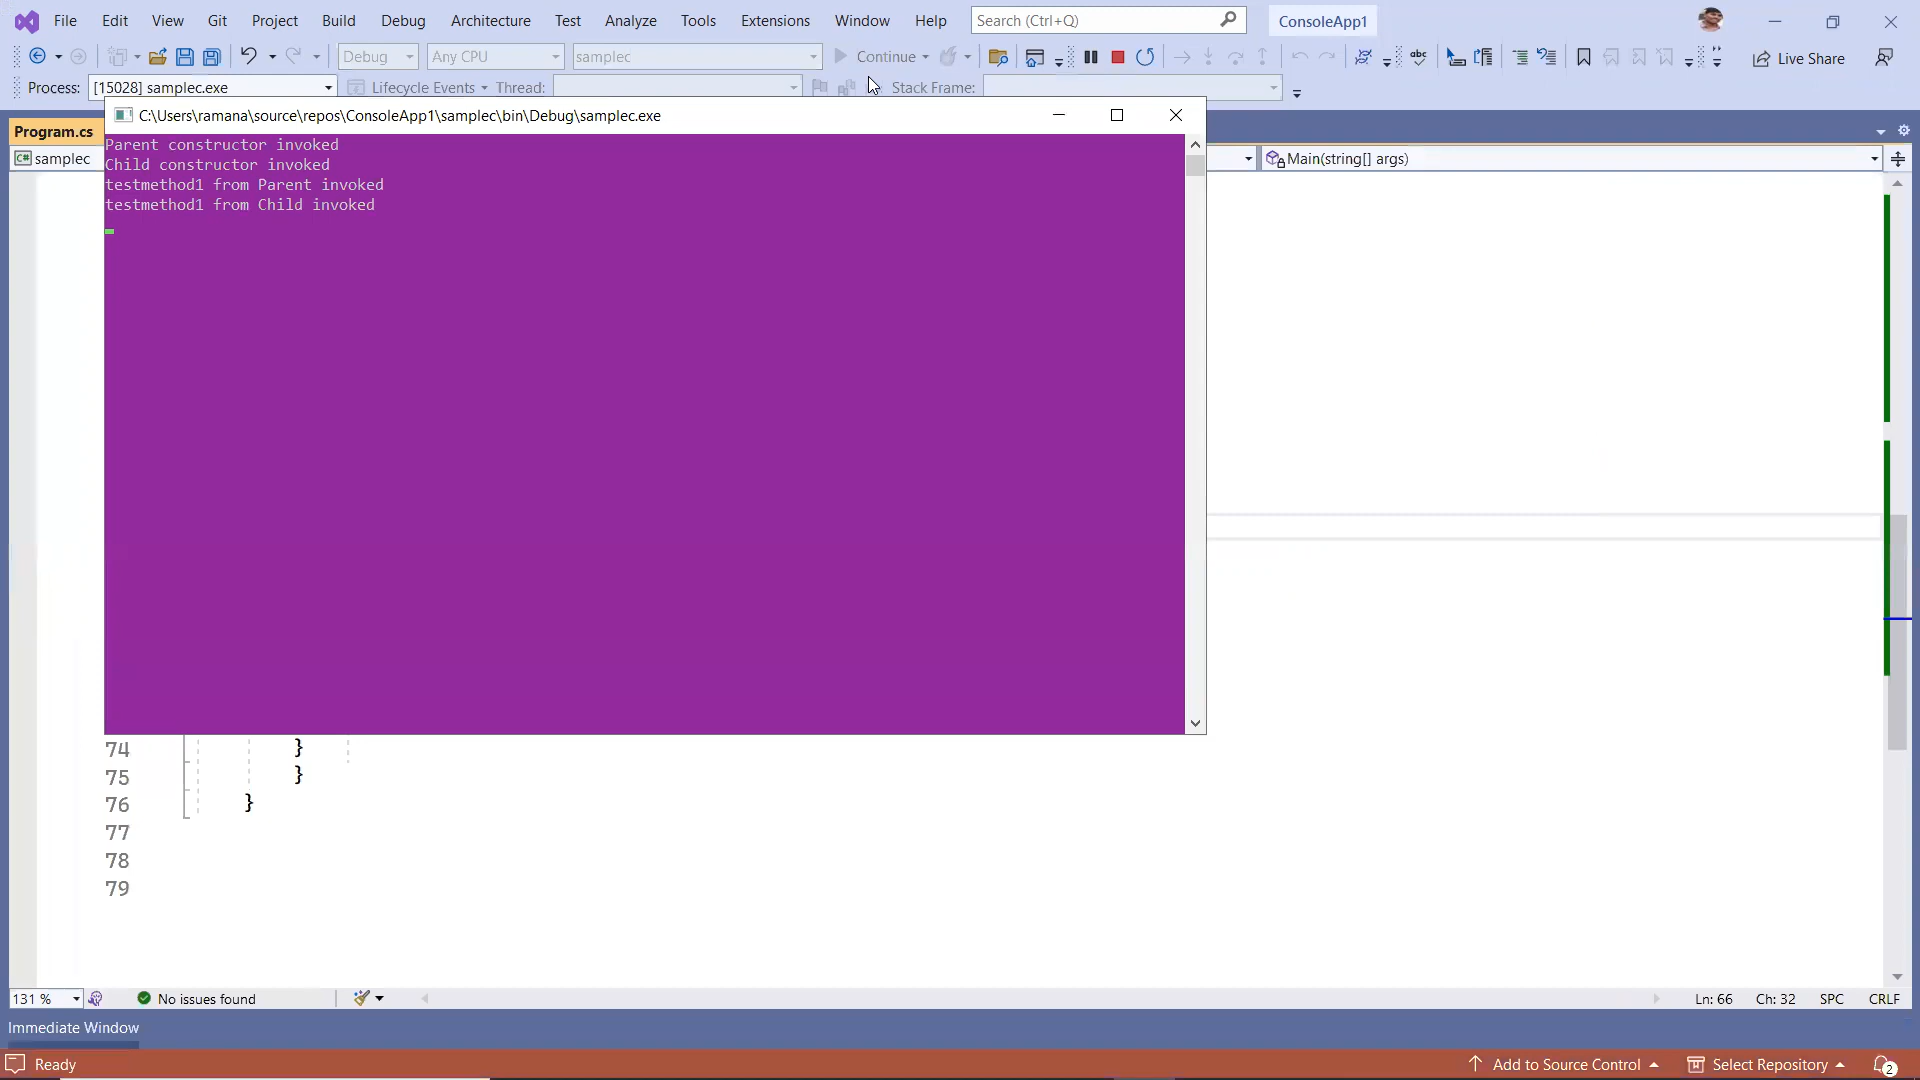 File Edit View Git Project Build Debug Architecture Test Analyze Tools Extensions Window Help Search (Ctrl+Q) ConsoleApp1
Debug Any CPU samplec Continue Live Share
Process: [15028] samplec.exe Lifecycle Events Thread: Stack Frame:
C:\Users\ramana\source\repos\ConsoleApp1\samplec\bin\Debug\samplec.exe
Program.cs
samplec Main(string[] args)
Parent constructor invoked
Child constructor invoked
testmethod1 from Parent invoked
testmethod1 from Child invoked
74 }
75 }
76 }
77
78
79
131 % No issues found Ln: 66 Ch: 32 SPC CRLF
Immediate Window
Ready Add to Source Control Select Repository 2